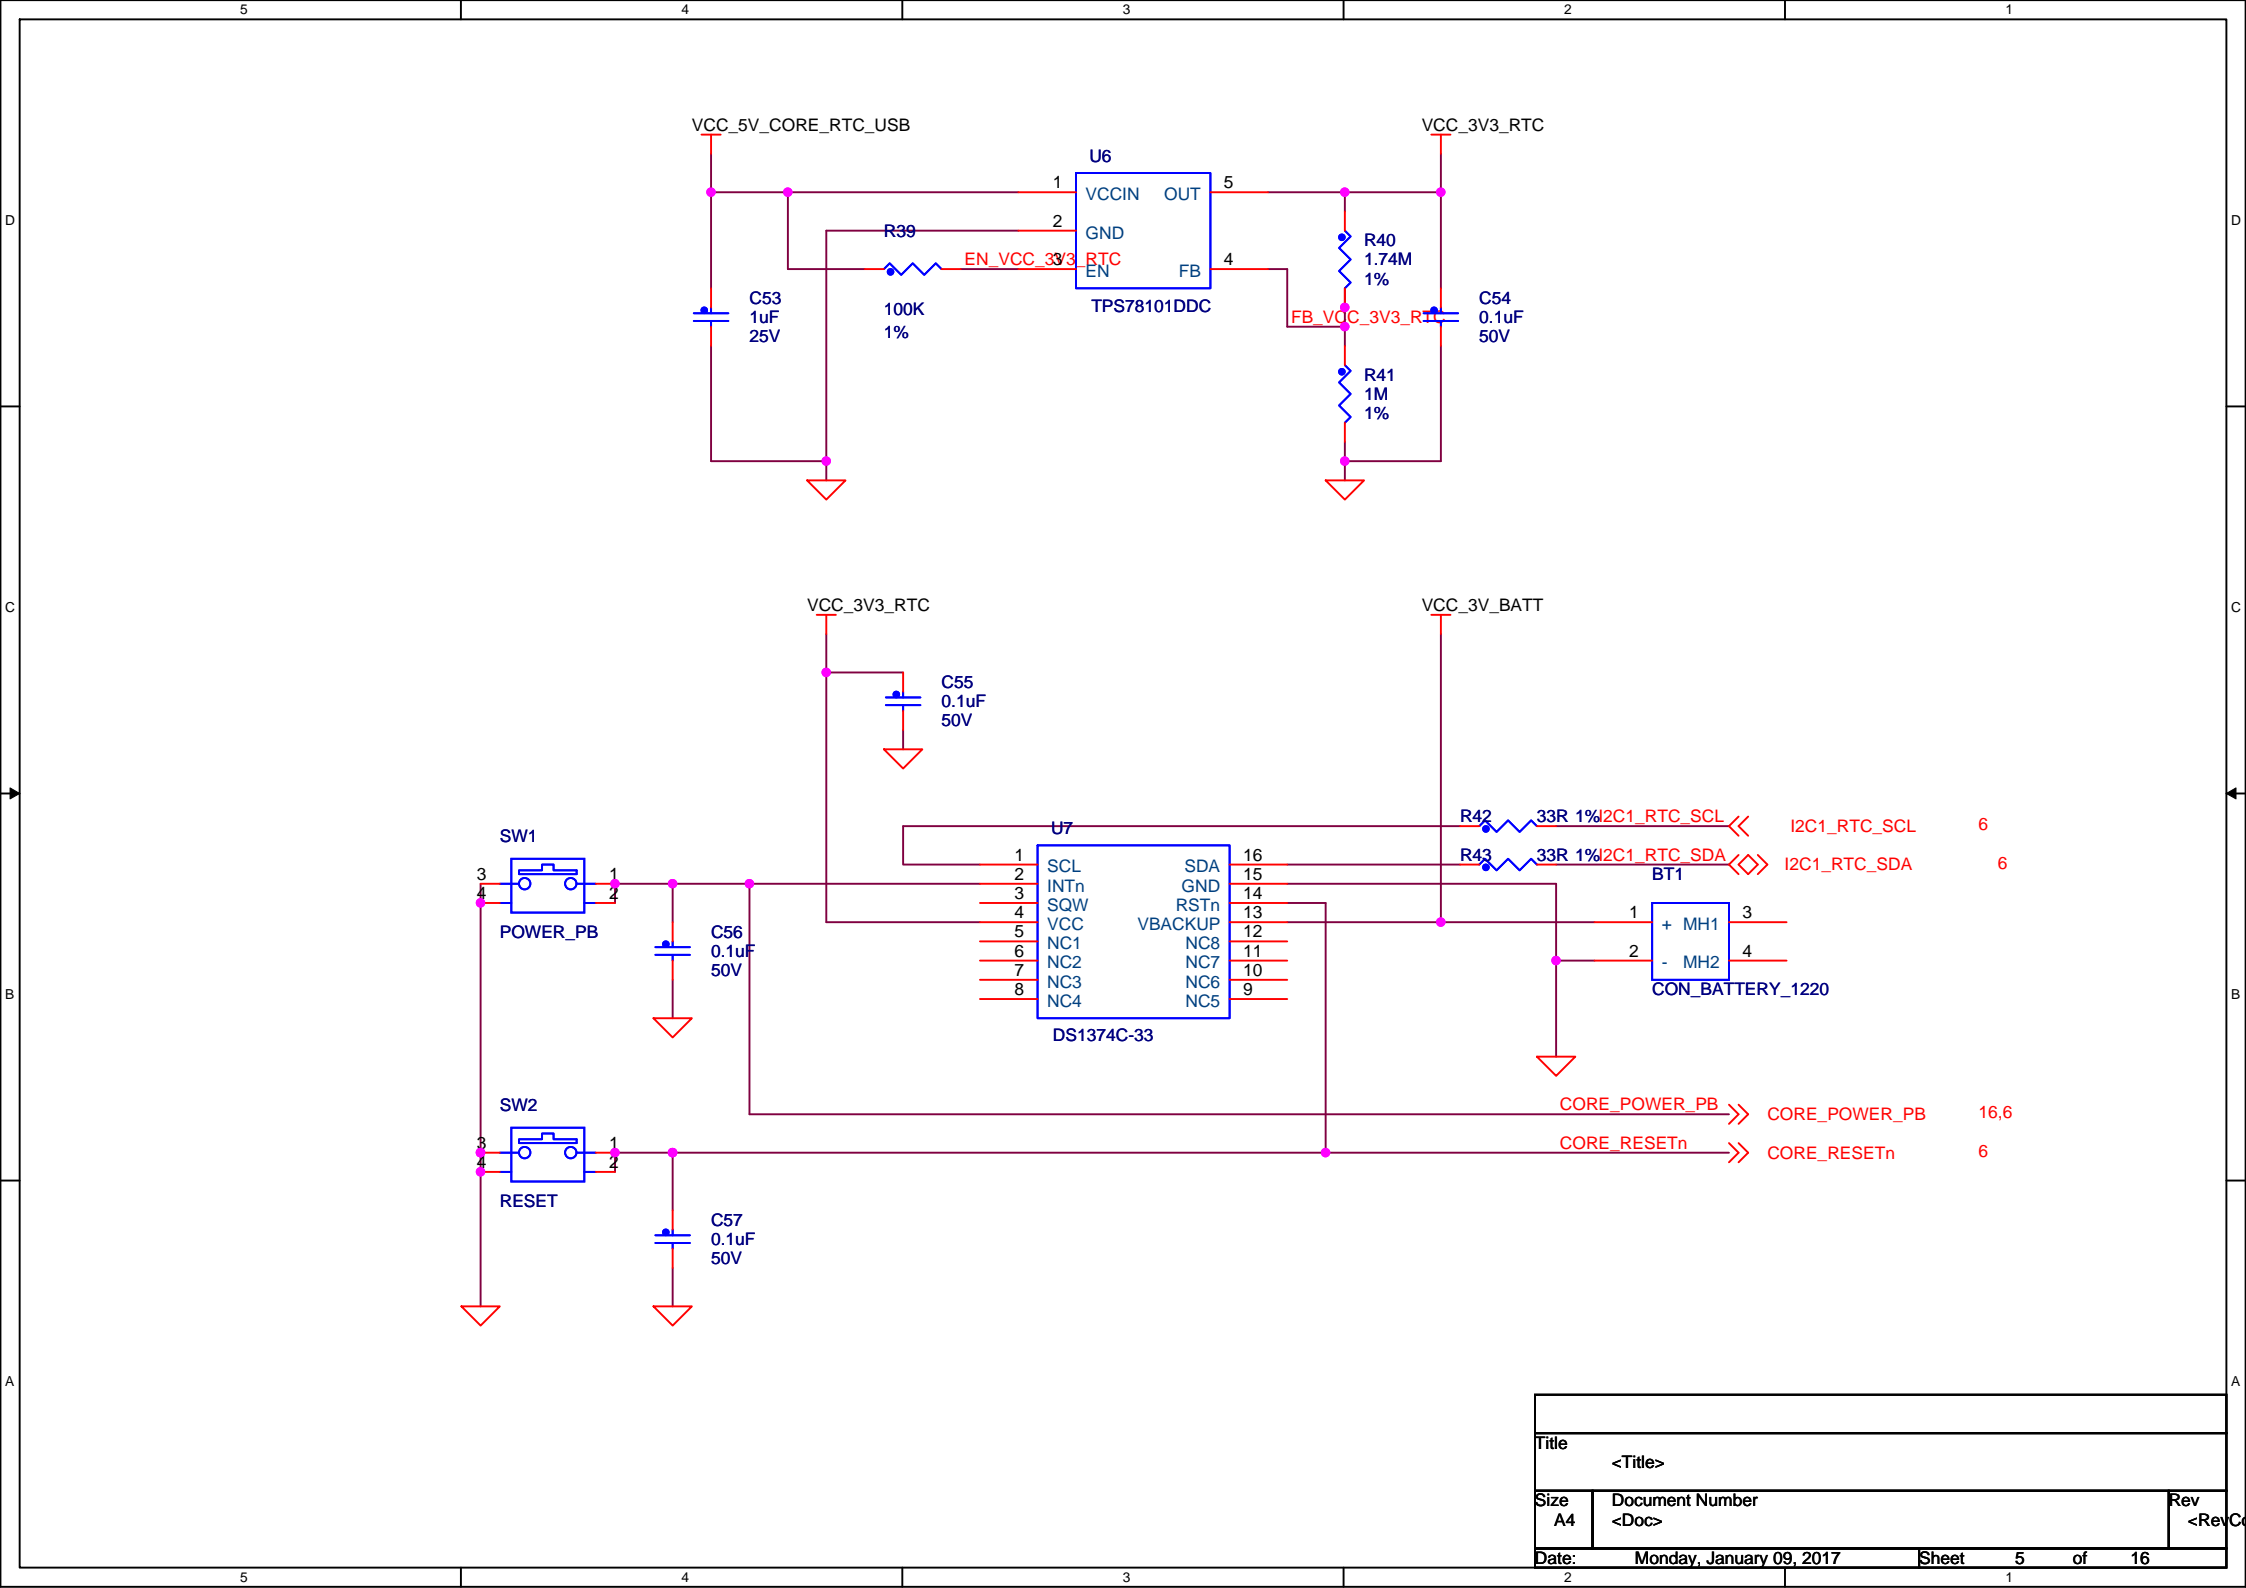 5 4 3 2 1
D D
C C
B B
A A
VCC_5V_CORE_RTC_USB
VCC_3V3_RTC
U6
1 VCCIN OUT 5
2 GND
3 EN FB 4
EN_VCC_3V3_RTC
TPS78101DDC
R39
100K
1%
C53
1uF
25V
R40
1.74M
1%
FB_VCC_3V3_RTC
C54
0.1uF
50V
R41
1M
1%
VCC_3V3_RTC
VCC_3V_BATT
C55
0.1uF
50V
R42 33R 1% I2C1_RTC_SCL I2C1_RTC_SCL 6
R43 33R 1% I2C1_RTC_SDA I2C1_RTC_SDA 6
U7
1 SCL SDA 16
2 INTn GND 15
3 SQW RSTn 14
4 VCC VBACKUP 13
5 NC1 NC8 12
6 NC2 NC7 11
7 NC3 NC6 10
8 NC4 NC5 9
DS1374C-33
BT1
1 + MH1 3
2 - MH2 4
CON_BATTERY_1220
SW1
3 1
4 2
POWER_PB
C56
0.1uF
50V
CORE_POWER_PB CORE_POWER_PB 16,6
CORE_RESETn CORE_RESETn 6
SW2
3 1
4 2
RESET
C57
0.1uF
50V
Title
<Title>
Size Document Number Rev
A4 <Doc> <RevCo
Date: Monday, January 09, 2017 Sheet 5 of 16
5 4 3 2 1